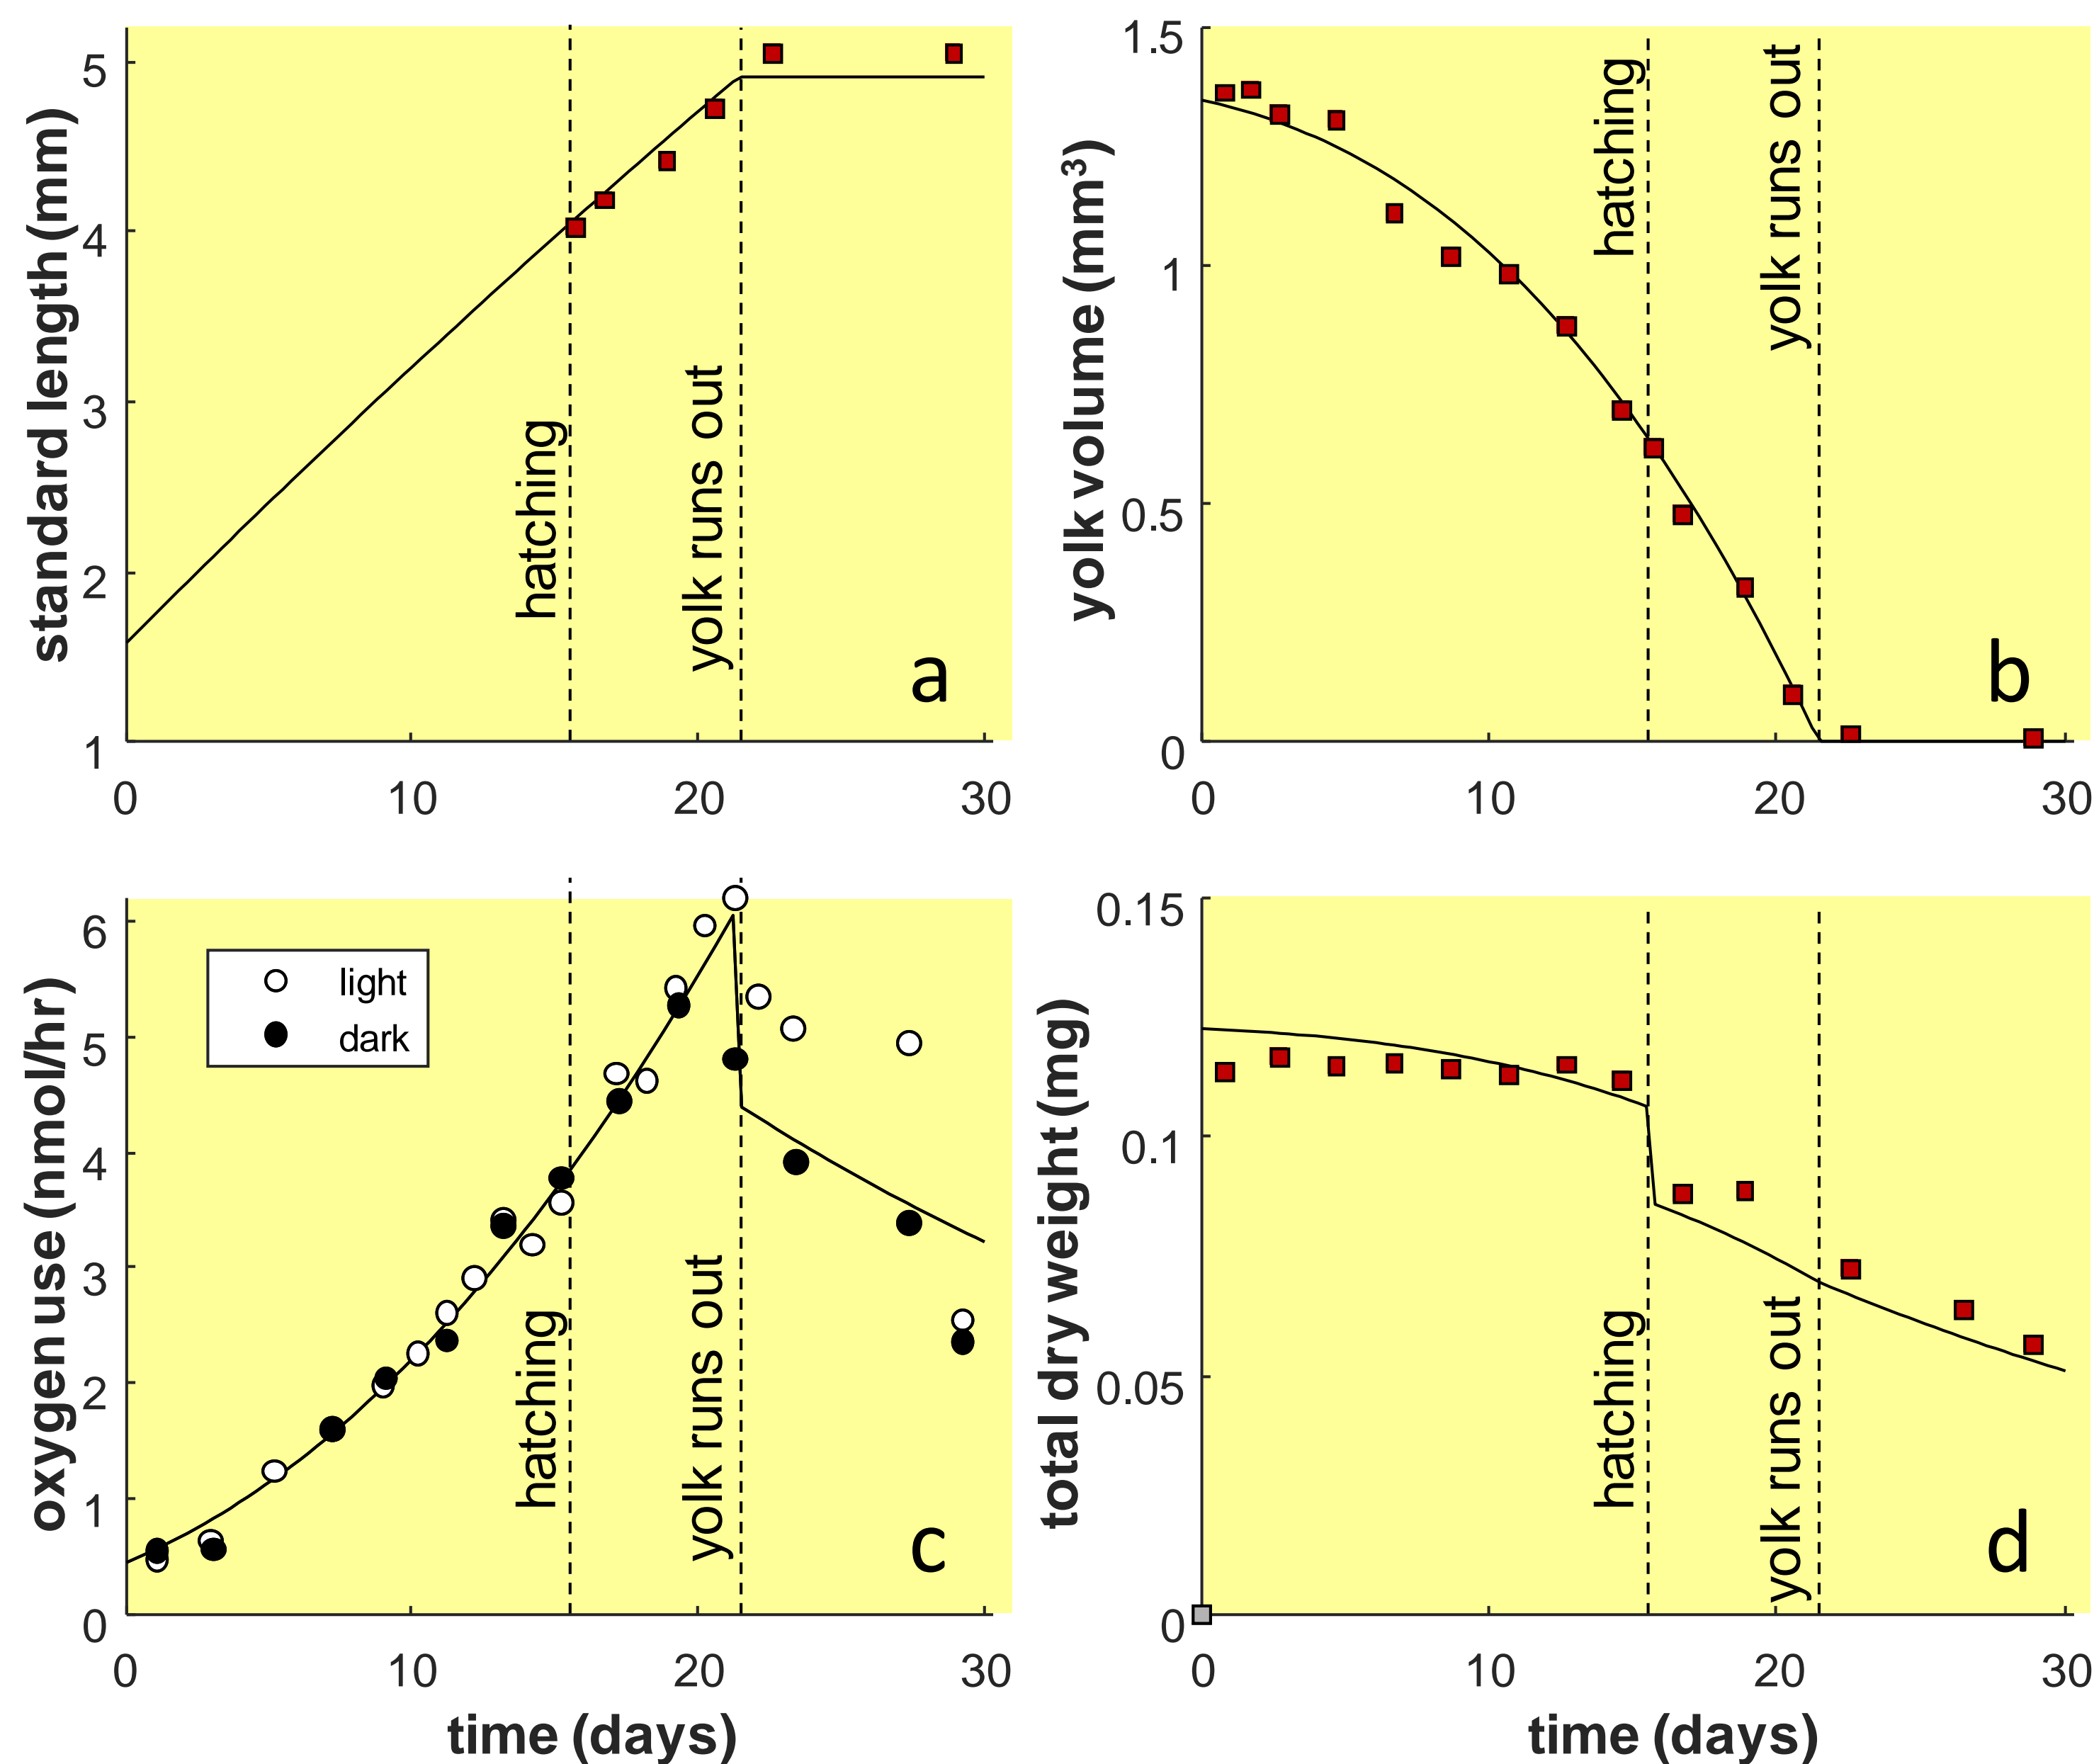 standard length (mm)
5
4
3
2
1
0
10
20
30
hatching
yolk runs out
a
yolk volume (mm³)
1.5
1
0.5
0
0
10
20
30
hatching
yolk runs out
b
oxygen use (nmol/hr)
6
5
4
3
2
1
0
0
10
20
30
light
dark
hatching
yolk runs out
c
time (days)
total dry weight (mg)
0.15
0.1
0.05
0
0
10
20
30
hatching
yolk runs out
d
time (days)